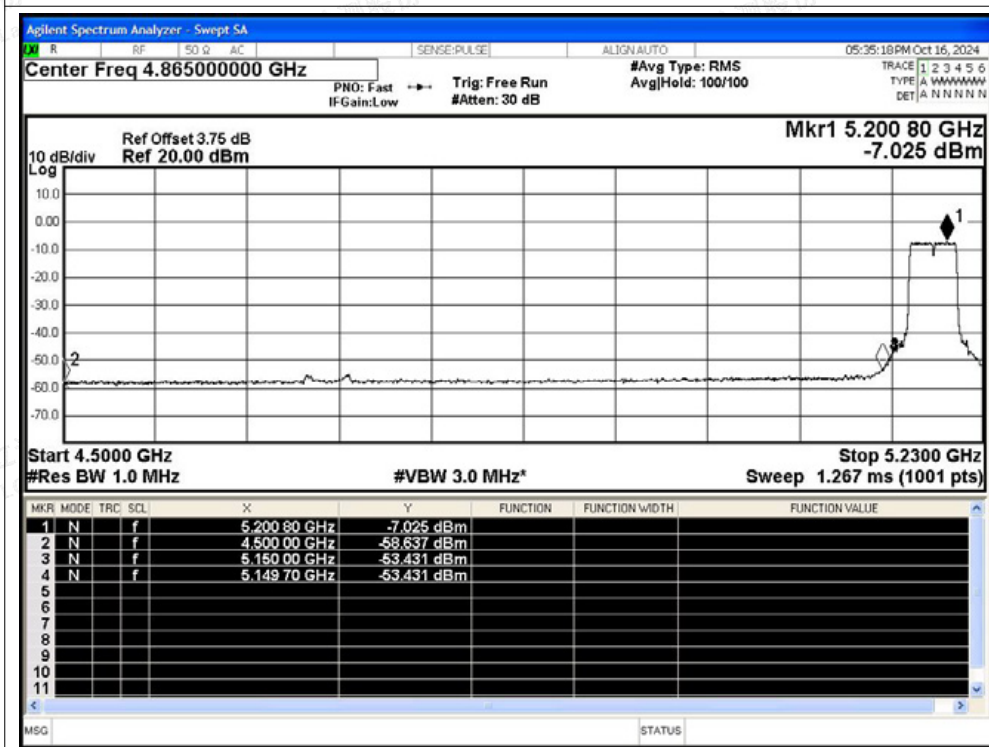 Agilent Spectrum Analyzer - Swept SA
LXI R RF 50 Ω AC SENSE:PULSE ALIGNAUTO 05:35:18 PM Oct 16, 2024
Center Freq 4.865000000 GHz
PNO: Fast
IFGain:Low
Trig: Free Run
#Atten: 30 dB
#Avg Type: RMS
Avg|Hold: 100/100
TRACE 1 2 3 4 5 6
TYPE A WWWWW
DET A N N N N N
Mkr1 5.200 80 GHz
-7.025 dBm
Ref Offset 3.75 dB
10 dB/div Ref 20.00 dBm
Log
10.0
0.00
-10.0
-20.0
-30.0
-40.0
-50.0
-60.0
-70.0
1
2
Start 4.5000 GHz Stop 5.2300 GHz
#Res BW 1.0 MHz #VBW 3.0 MHz* Sweep 1.267 ms (1001 pts)
MKR MODE TRC SCL X Y FUNCTION FUNCTION WIDTH FUNCTION VALUE
1 N f 5.200 80 GHz -7.025 dBm
2 N f 4.500 00 GHz -58.637 dBm
3 N f 5.150 00 GHz -53.431 dBm
4 N f 5.149 70 GHz -53.431 dBm
5
6
7
8
9
10
11
MSG STATUS